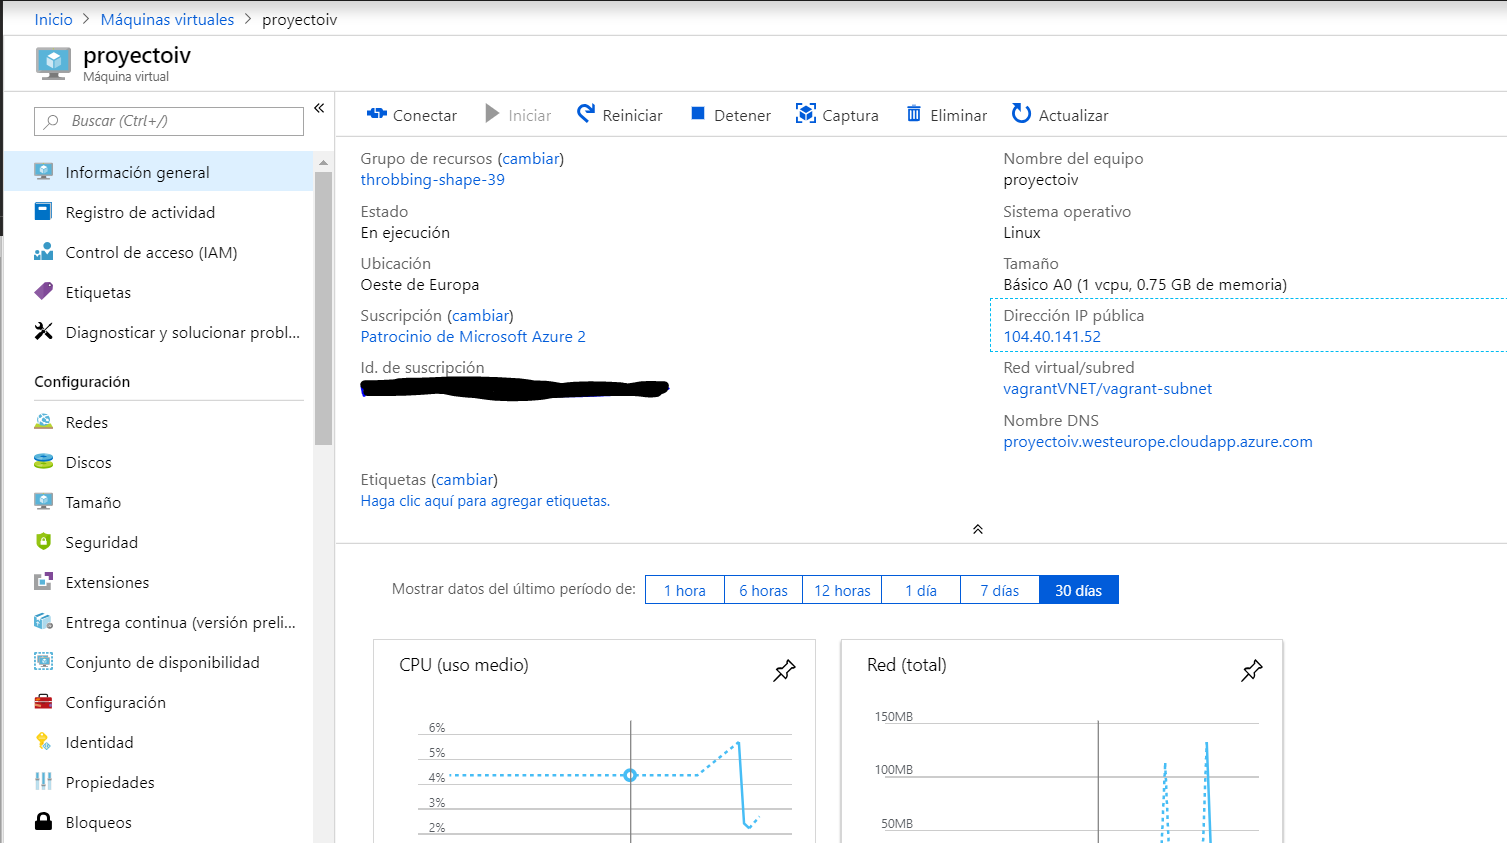 Inicio > Máquinas virtuales > proyectoiv
proyectoiv
Máquina virtual
Buscar (Ctrl+/)
«
Información general
Registro de actividad
Control de acceso (IAM)
Etiquetas
Diagnosticar y solucionar probl...
Configuración
Redes
Discos
Tamaño
Seguridad
Extensiones
Entrega continua (versión preli...
Conjunto de disponibilidad
Configuración
Identidad
Propiedades
Bloqueos
Conectar Iniciar Reiniciar Detener Captura Eliminar Actualizar
Grupo de recursos (cambiar)
throbbing-shape-39
Estado
En ejecución
Ubicación
Oeste de Europa
Suscripción (cambiar)
Patrocinio de Microsoft Azure 2
Id. de suscripción
Etiquetas (cambiar)
Haga clic aquí para agregar etiquetas.
Nombre del equipo
proyectoiv
Sistema operativo
Linux
Tamaño
Básico A0 (1 vcpu, 0.75 GB de memoria)
Dirección IP pública
104.40.141.52
Red virtual/subred
vagrantVNET/vagrant-subnet
Nombre DNS
proyectoiv.westeurope.cloudapp.azure.com
Mostrar datos del último período de: 1 hora 6 horas 12 horas 1 día 7 días 30 días
CPU (uso medio)
6%
5%
4%
3%
2%
Red (total)
150MB
100MB
50MB